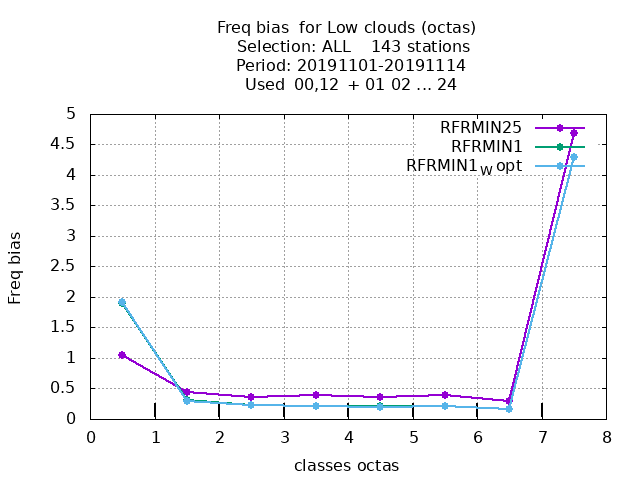 Freq bias  for Low clouds (octas)
Selection: ALL    143 stations
Period: 20191101-20191114
Used  00,12  + 01 02 ... 24
RFRMIN25
RFRMIN1
RFRMIN1W opt
5
4.5
4
3.5
3
2.5
2
1.5
1
0.5
0
Freq bias
0 1 2 3 4 5 6 7 8
classes octas